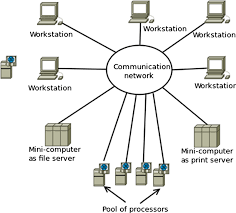 Workstation
Workstation
Workstation
Communication
network
Workstation
Workstation
Mini-computer
as file server
Mini-computer
as print server
Pool of processors